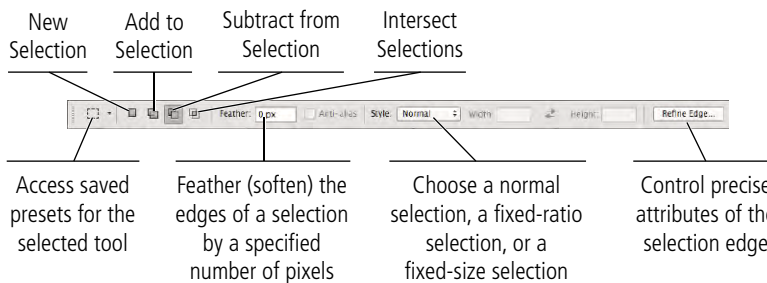 New
Selection
Add to
Selection
Subtract from
Selection
Intersect
Selections
Feather: 0 px Anti-alias Style: Normal Width: Height: Refine Edge...
Access saved
presets for the
selected tool
Feather (soften) the
edges of a selection
by a specified
number of pixels
Choose a normal
selection, a fixed-ratio
selection, or a
fixed-size selection
Control precise
attributes of the
selection edge